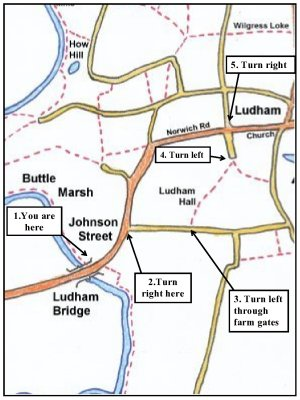 Wilgress Loke
How
Hill
5. Turn right
Ludham
Norwich Rd
Church
4. Turn left
Buttle
Marsh
Ludham
Hall
1.You are
here
Johnson
Street
2.Turn
right here
3. Turn left
through
farm gates
Ludham
Bridge